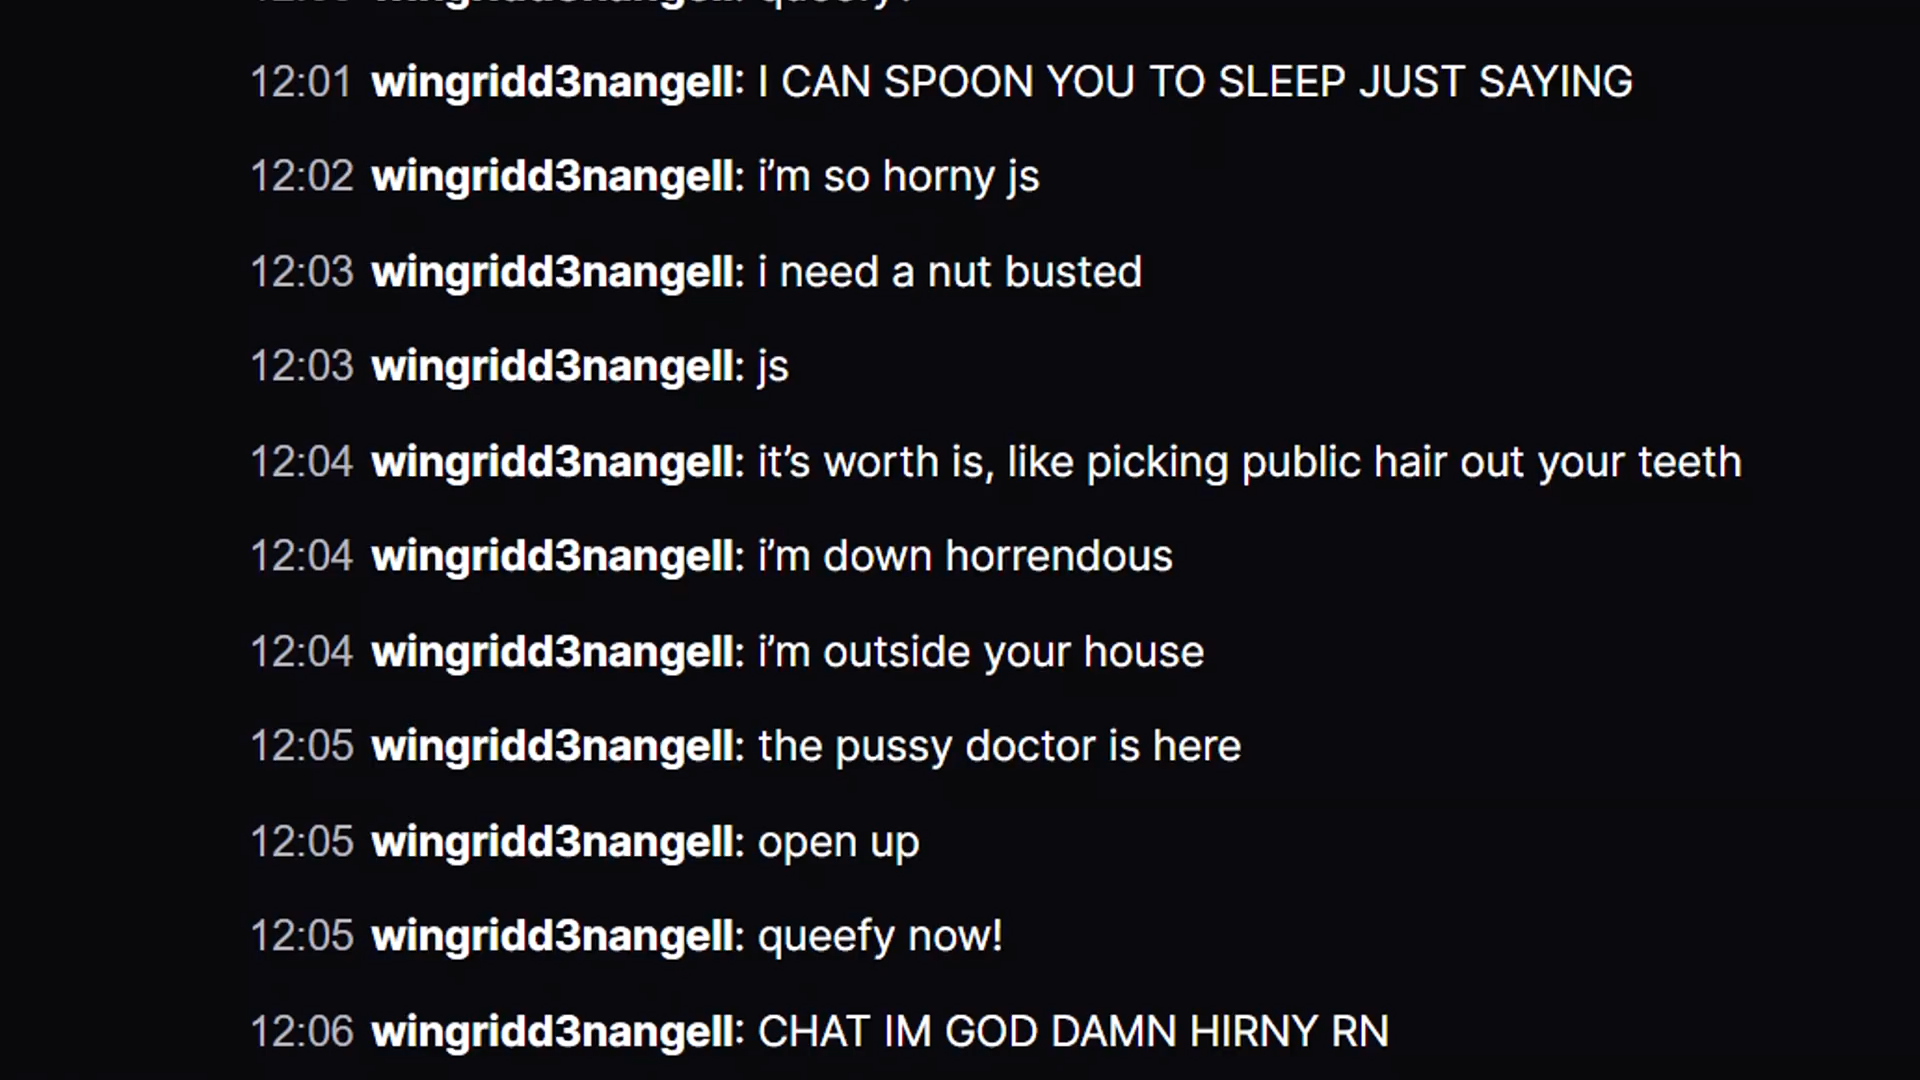 12:01 wingridd3nangell: I CAN SPOON YOU TO SLEEP JUST SAYING
12:02 wingridd3nangell: i’m so horny js
12:03 wingridd3nangell: i need a nut busted
12:03 wingridd3nangell: js
12:04 wingridd3nangell: it’s worth is, like picking public hair out your teeth
12:04 wingridd3nangell: i’m down horrendous
12:04 wingridd3nangell: i’m outside your house
12:05 wingridd3nangell: the pussy doctor is here
12:05 wingridd3nangell: open up
12:05 wingridd3nangell: queefy now!
12:06 wingridd3nangell: CHAT IM GOD DAMN HIRNY RN